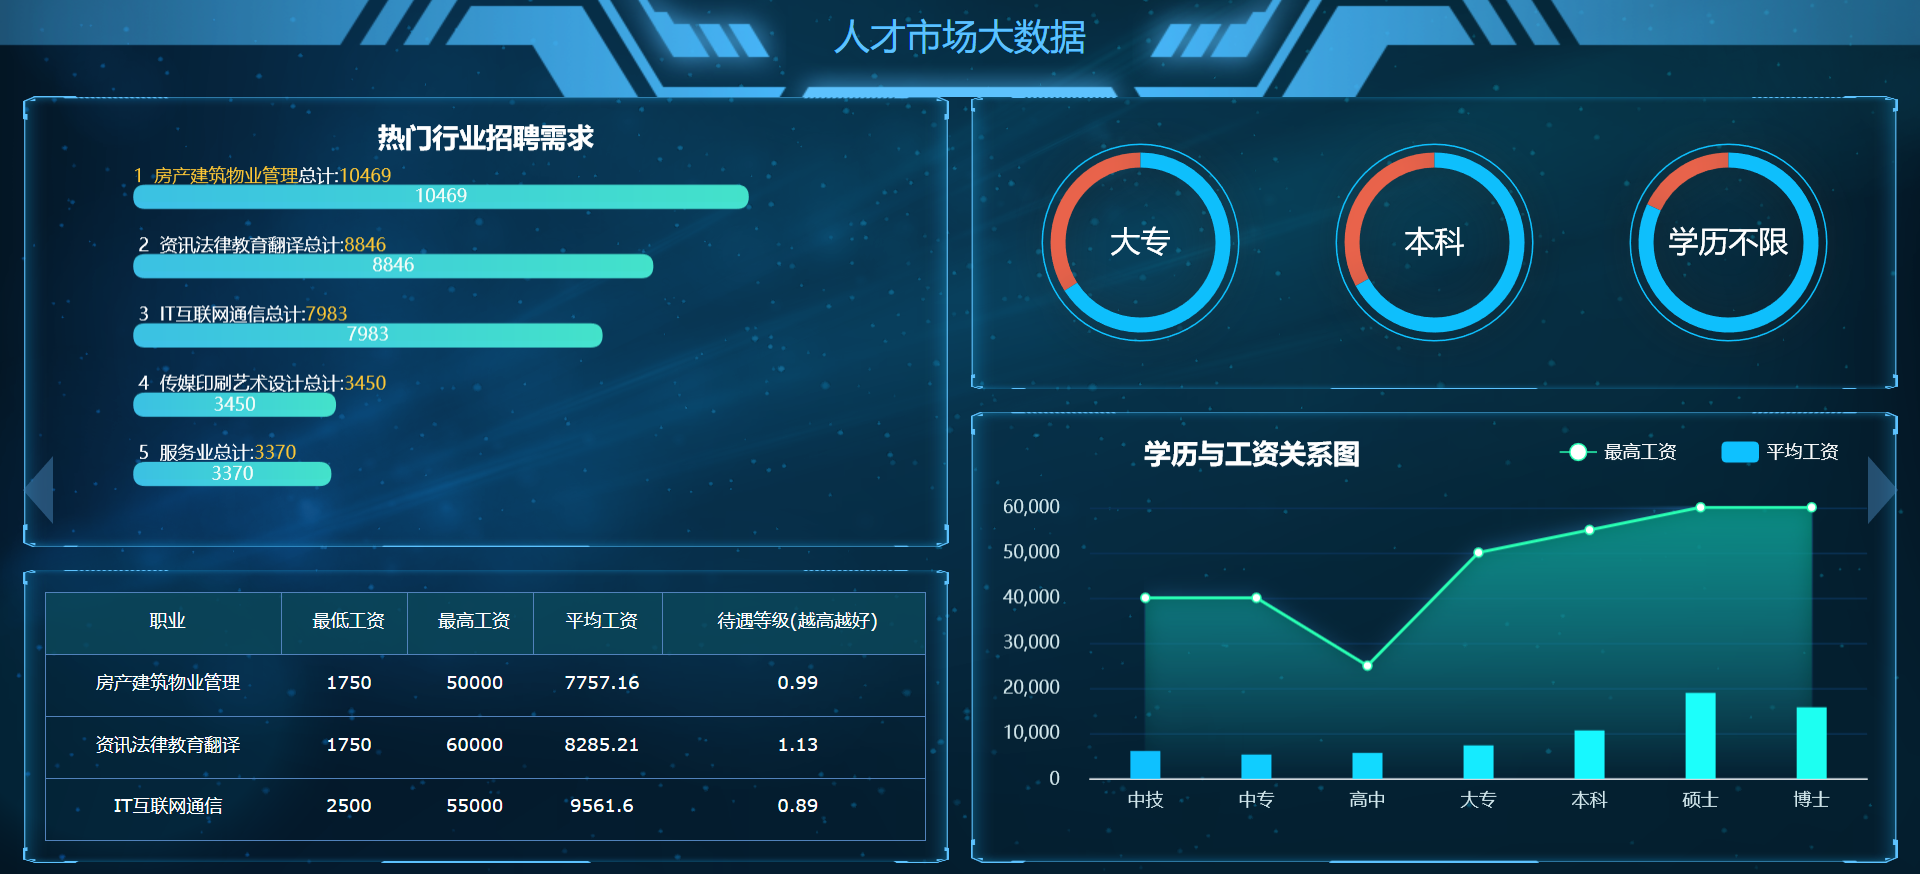 人才市场大数据
热门行业招聘需求
1 房产建筑物业管理总计:10469
10469
2 资讯法律教育翻译总计:8846
8846
3 IT互联网通信总计:7983
7983
4 传媒印刷艺术设计总计:3450
3450
5 服务业总计:3370
3370
大专 本科 学历不限
职业 最低工资 最高工资 平均工资 待遇等级(越高越好)
房产建筑物业管理 1750 50000 7757.16 0.99
资讯法律教育翻译 1750 60000 8285.21 1.13
IT互联网通信 2500 55000 9561.6 0.89
学历与工资关系图
最高工资 平均工资
60,000
50,000
40,000
30,000
20,000
10,000
0
中技 中专 高中 大专 本科 硕士 博士